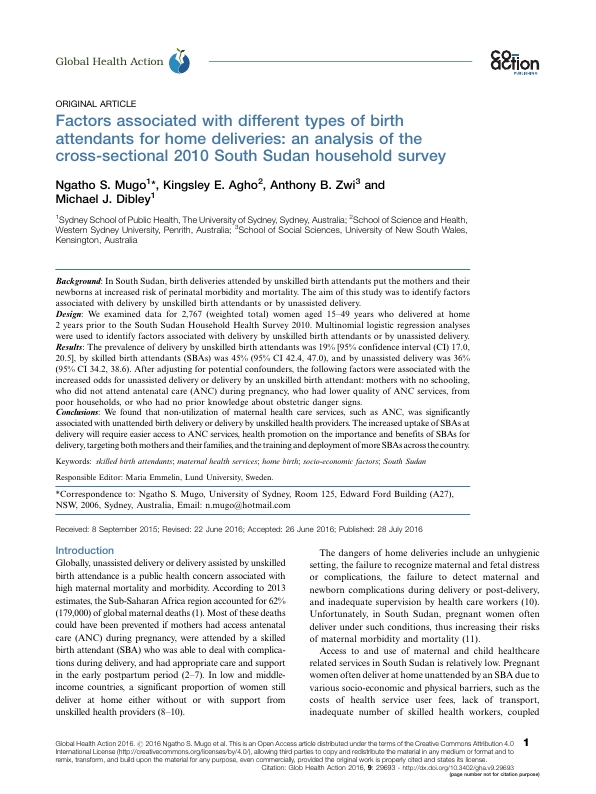 Global Health Action
co-
action
PUBLISHING
ORIGINAL ARTICLE
Factors associated with different types of birth
attendants for home deliveries: an analysis of the
cross-sectional 2010 South Sudan household survey
Ngatho S. Mugo1*, Kingsley E. Agho2, Anthony B. Zwi3 and
Michael J. Dibley1
1Sydney School of Public Health, The University of Sydney, Sydney, Australia; 2School of Science and Health,
Western Sydney University, Penrith, Australia; 3School of Social Sciences, University of New South Wales,
Kensington, Australia
Background: In South Sudan, birth deliveries attended by unskilled birth attendants put the mothers and their
newborns at increased risk of perinatal morbidity and mortality. The aim of this study was to identify factors
associated with delivery by unskilled birth attendants or by unassisted delivery.
Design: We examined data for 2,767 (weighted total) women aged 15–49 years who delivered at home
2 years prior to the South Sudan Household Health Survey 2010. Multinomial logistic regression analyses
were used to identify factors associated with delivery by unskilled birth attendants or by unassisted delivery.
Results: The prevalence of delivery by unskilled birth attendants was 19% [95% confidence interval (CI) 17.0,
20.5], by skilled birth attendants (SBAs) was 45% (95% CI 42.4, 47.0), and by unassisted delivery was 36%
(95% CI 34.2, 38.6). After adjusting for potential confounders, the following factors were associated with the
increased odds for unassisted delivery or delivery by an unskilled birth attendant: mothers with no schooling,
who did not attend antenatal care (ANC) during pregnancy, who had lower quality of ANC services, from
poor households, or who had no prior knowledge about obstetric danger signs.
Conclusions: We found that non-utilization of maternal health care services, such as ANC, was significantly
associated with unattended birth delivery or delivery by unskilled health providers. The increased uptake of SBAs at
delivery will require easier access to ANC services, health promotion on the importance and benefits of SBAs for
delivery, targeting both mothers and their families, and the training and deployment of more SBAs across the country.
Keywords: skilled birth attendants; maternal health services; home birth; socio-economic factors; South Sudan
Responsible Editor: Maria Emmelin, Lund University, Sweden.
*Correspondence to: Ngatho S. Mugo, University of Sydney, Room 125, Edward Ford Building (A27),
NSW, 2006, Sydney, Australia, Email: n.mugo@hotmail.com
Received: 8 September 2015; Revised: 22 June 2016; Accepted: 26 June 2016; Published: 28 July 2016
Introduction
Globally, unassisted delivery or delivery assisted by unskilled
birth attendance is a public health concern associated with
high maternal mortality and morbidity. According to 2013
estimates, the Sub-Saharan Africa region accounted for 62%
(179,000) of global maternal deaths (1). Most of these deaths
could have been prevented if mothers had access antenatal
care (ANC) during pregnancy, were attended by a skilled
birth attendant (SBA) who was able to deal with complica-
tions during delivery, and had appropriate care and support
in the early postpartum period (2–7). In low and middle-
income countries, a significant proportion of women still
deliver at home either without or with support from
unskilled health providers (8–10).
The dangers of home deliveries include an unhygienic
setting, the failure to recognize maternal and fetal distress
or complications, the failure to detect maternal and
newborn complications during delivery or post-delivery,
and inadequate supervision by health care workers (10).
Unfortunately, in South Sudan, pregnant women often
deliver under such conditions, thus increasing their risks
of maternal morbidity and mortality (11).
Access to and use of maternal and child healthcare
related services in South Sudan is relatively low. Pregnant
women often deliver at home unattended by an SBA due to
various socio-economic and physical barriers, such as the
costs of health service user fees, lack of transport,
inadequate number of skilled health workers, coupled
Global Health Action 2016. © 2016 Ngatho S. Mugo et al. This is an Open Access article distributed under the terms of the Creative Commons Attribution 4.0
International License (http://creativecommons.org/licenses/by/4.0/), allowing third parties to copy and redistribute the material in any medium or format and to
remix, transform, and build upon the material for any purpose, even commercially, provided the original work is properly cited and states its license.
1
Citation: Glob Health Action 2016, 9: 29693 - http://dx.doi.org/10.3402/gha.v9.29693
(page number not for citation purpose)